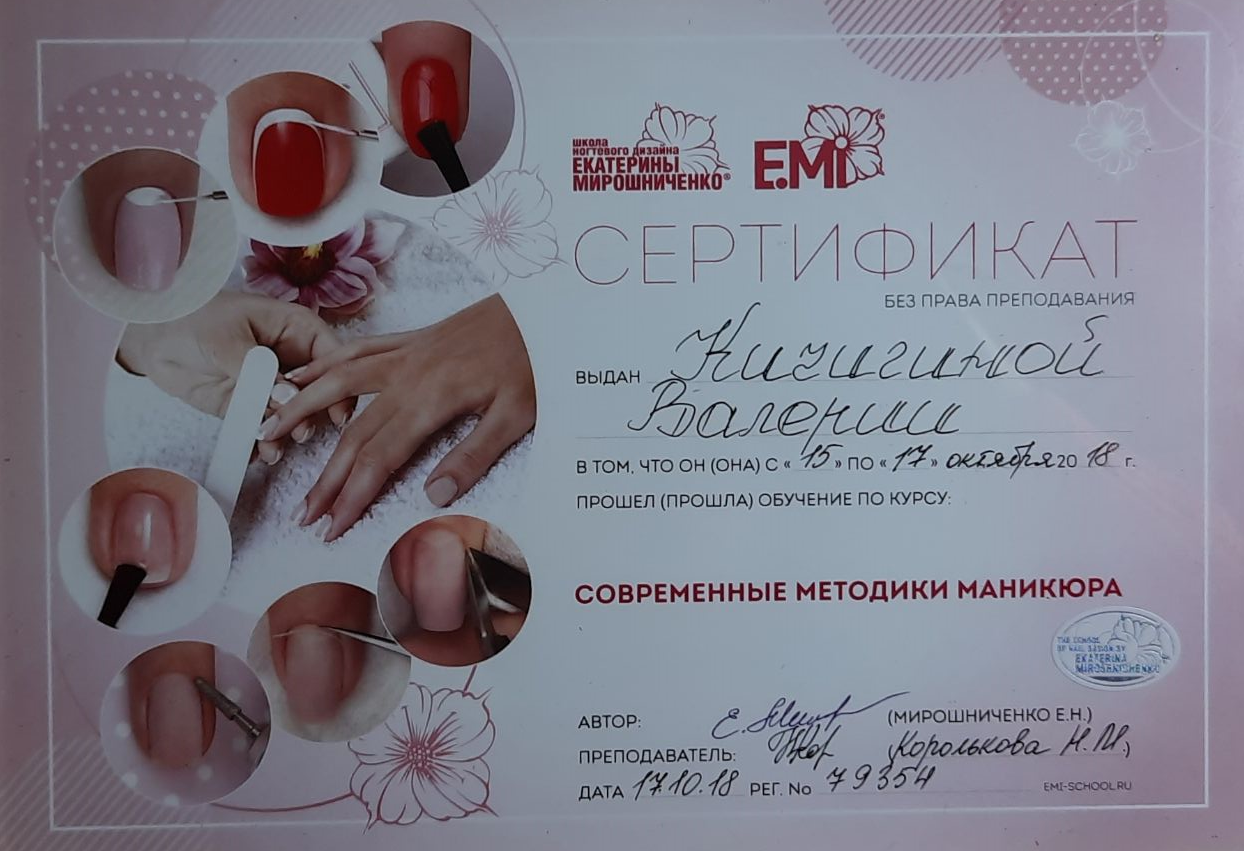 ШКОЛА
НОГТЕВОГО ДИЗАЙНА
ЕКАТЕРИНЫ
МИРОШНИЧЕНКО®
E.Mi®
СЕРТИФИКАТ
БЕЗ ПРАВА ПРЕПОДАВАНИЯ
ВЫДАН Кичигиной
Валерии
В ТОМ, ЧТО ОН (ОНА) С « 15 » ПО « 17 » октября 20 18 г.
ПРОШЕЛ (ПРОШЛА) ОБУЧЕНИЕ ПО КУРСУ:
СОВРЕМЕННЫЕ МЕТОДИКИ МАНИКЮРА
THE SCHOOL
OF NAIL DESIGN BY
EKATERINA
MIROSHNICHENKO
АВТОР: (МИРОШНИЧЕНКО Е.Н.)
ПРЕПОДАВАТЕЛЬ: Королькова Н.М.
ДАТА 17.10.18 РЕГ. No 79354
EMI-SCHOOL.RU